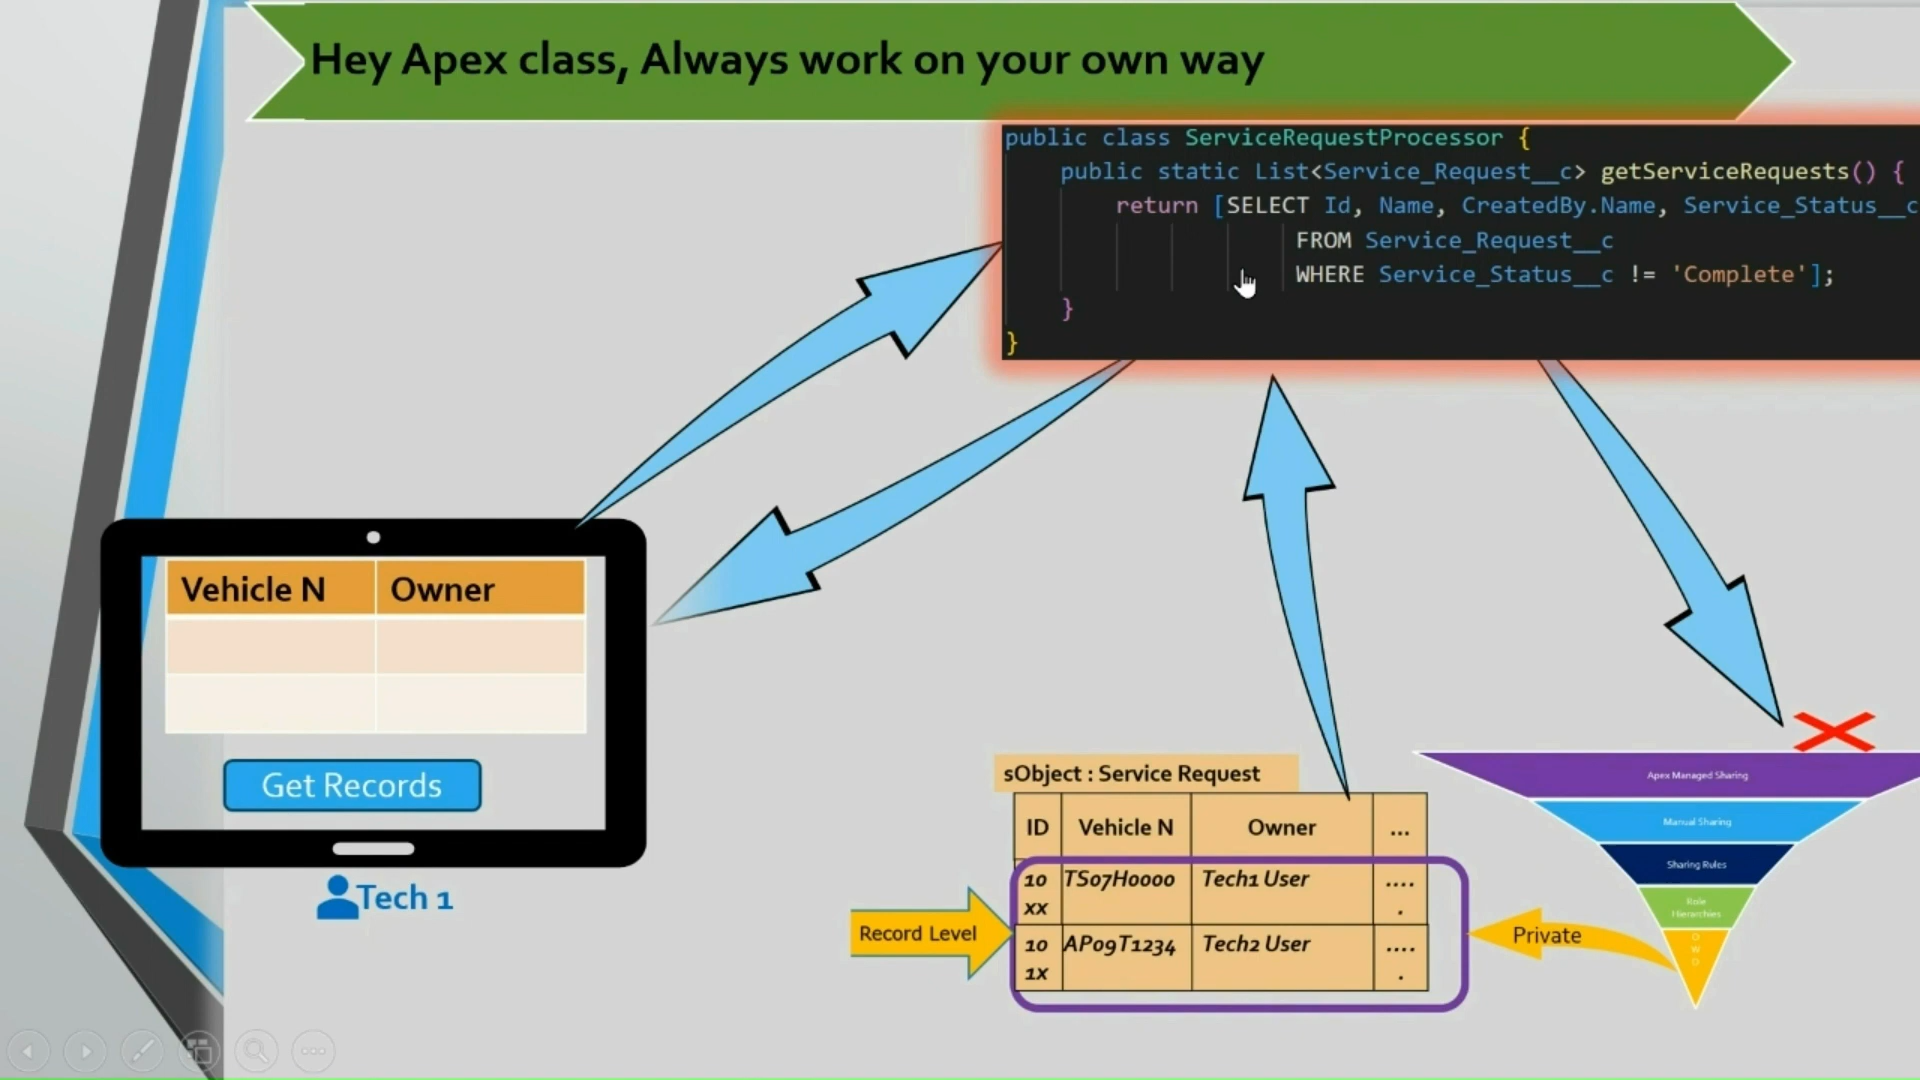 Hey Apex class, Always work on your own way
public class ServiceRequestProcessor {
public static List<Service_Request__c> getServiceRequests() {
return [SELECT Id, Name, CreatedBy.Name, Service_Status__c
FROM Service_Request__c
WHERE Service_Status__c != 'Complete'];
}
}
Vehicle N Owner
Get Records
Tech 1
sObject : Service Request
ID Vehicle N Owner ...
10 TS07H0000 Tech1 User ....
xx .
10 AP09T1234 Tech2 User ....
1x .
Record Level
Private
Apex Managed Sharing
Manual Sharing
Sharing Rules
Role
Hierarchies
O
W
D